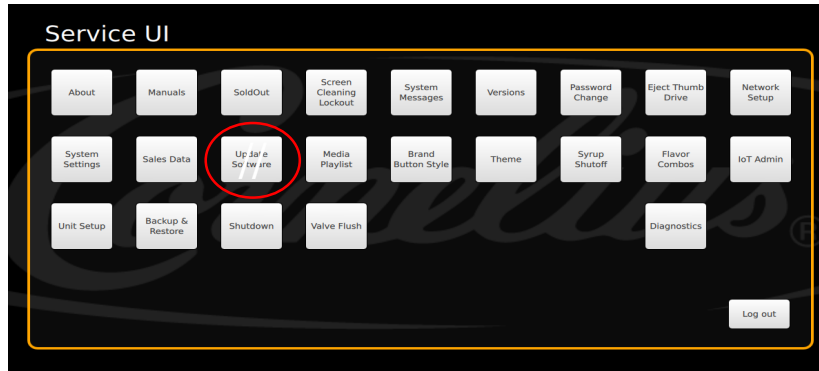 Service UI
About
Manuals
SoldOut
Screen
Cleaning
Lockout
System
Messages
Versions
Password
Change
Eject Thumb
Drive
Network
Setup
System
Settings
Sales Data
Update
Software
Media
Playlist
Brand
Button Style
Theme
Syrup
Shutoff
Flavor
Combos
IoT Admin
Unit Setup
Backup &
Restore
Shutdown
Valve Flush
Diagnostics
Cornelius®
Log out